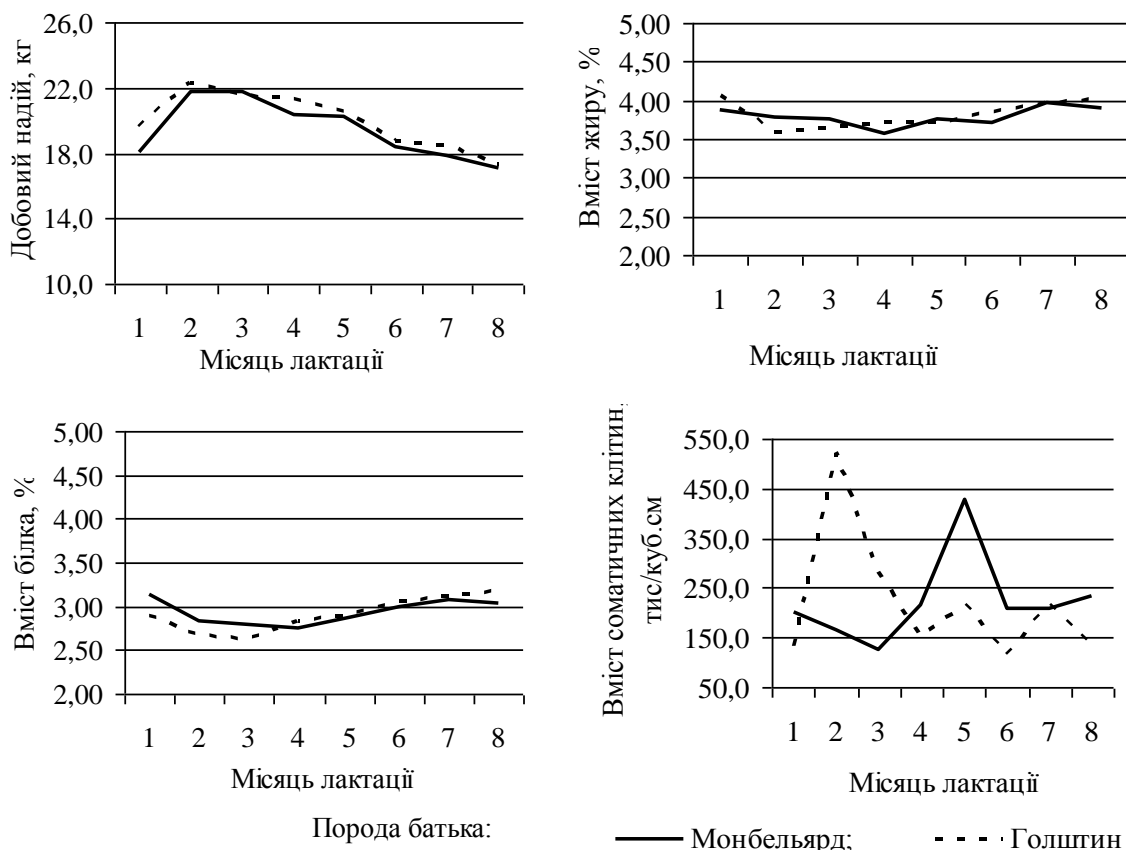 Добовий надій, кг
26,0
22,0
18,0
14,0
10,0
1 2 3 4 5 6 7 8
Місяць лактації
Вміст жиру, %
5,00
4,50
4,00
3,50
3,00
2,50
2,00
1 2 3 4 5 6 7 8
Місяць лактації
Вміст білка, %
5,00
4,50
4,00
3,50
3,00
2,50
2,00
1 2 3 4 5 6 7 8
Місяць лактації
Вміст соматичних клітин,
тис/куб.см
550,0
450,0
350,0
250,0
150,0
50,0
1 2 3 4 5 6 7 8
Місяць лактації
Порода батька: Монбельярд; Голштин